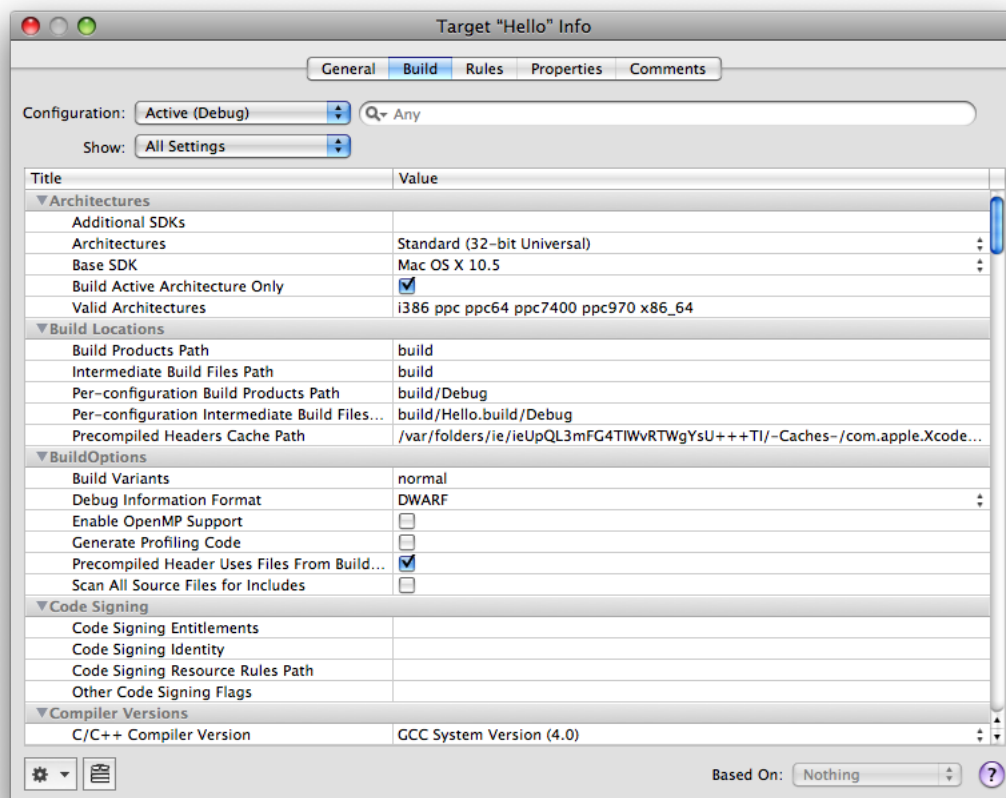 Target “Hello” Info
General Build Rules Properties Comments
Configuration: Active (Debug) Any
Show: All Settings
Title Value
Architectures
Additional SDKs
Architectures Standard (32-bit Universal)
Base SDK Mac OS X 10.5
Build Active Architecture Only
Valid Architectures i386 ppc ppc64 ppc7400 ppc970 x86_64
Build Locations
Build Products Path build
Intermediate Build Files Path build
Per-configuration Build Products Path build/Debug
Per-configuration Intermediate Build Files... build/Hello.build/Debug
Precompiled Headers Cache Path /var/folders/ie/ieUpQL3mFG4TIWvRTWgYsU+++TI/-Caches-/com.apple.Xcode...
BuildOptions
Build Variants normal
Debug Information Format DWARF
Enable OpenMP Support
Generate Profiling Code
Precompiled Header Uses Files From Build...
Scan All Source Files for Includes
Code Signing
Code Signing Entitlements
Code Signing Identity
Code Signing Resource Rules Path
Other Code Signing Flags
Compiler Versions
C/C++ Compiler Version GCC System Version (4.0)
Based On: Nothing ?